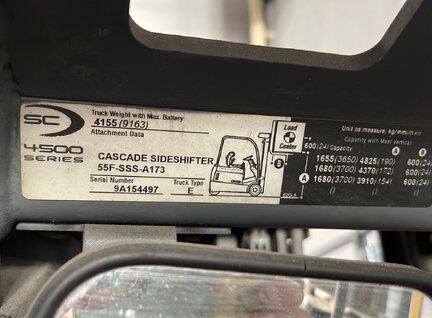 SC
4500
SERIES
Truck Weight with Max. Battery
4155 (9163)
Attachment Data
CASCADE SIDESHIFTER
55F-SSS-A173
Serial Number
9A154497
Truck Type
E
Load
Center
B
A
Unit of measure, kg/mm
600 (24) Capacity
Capacity with Mast Vertical
A B
1655 (3650) 4825 (190) 600 (24)
1680 (3700) 4370 (172) 600 (24)
1680 (3700) 3910 (154) 600 (24)
() () ()